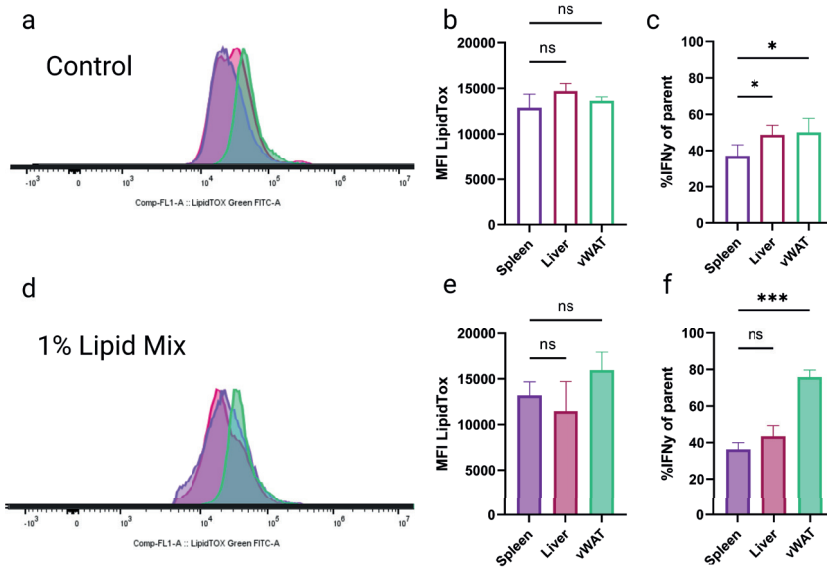 a
Control
-10³ 0 10³ 10⁴ 10⁵ 10⁶ 10⁷
Comp-FL1-A :: LipidTOX Green FITC-A
b
MFI LipidTox
20000
15000
10000
5000
0
ns
ns
Spleen
Liver
vWAT
c
%IFNy of parent
100
80
60
40
20
0
*
*
Spleen
Liver
vWAT
d
1% Lipid Mix
-10³ 0 10³ 10⁴ 10⁵ 10⁶ 10⁷
Comp-FL1-A :: LipidTOX Green FITC-A
e
MFI LipidTox
20000
15000
10000
5000
0
ns
ns
Spleen
Liver
vWAT
f
%IFNy of parent
100
80
60
40
20
0
***
ns
Spleen
Liver
vWAT